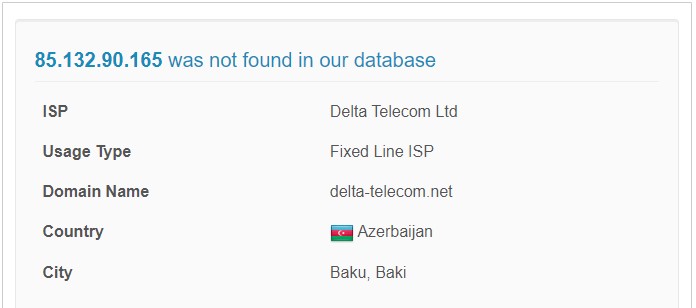 85.132.90.165 was not found in our database
ISP Delta Telecom Ltd
Usage Type Fixed Line ISP
Domain Name delta-telecom.net
Country Azerbaijan
City Baku, Baki